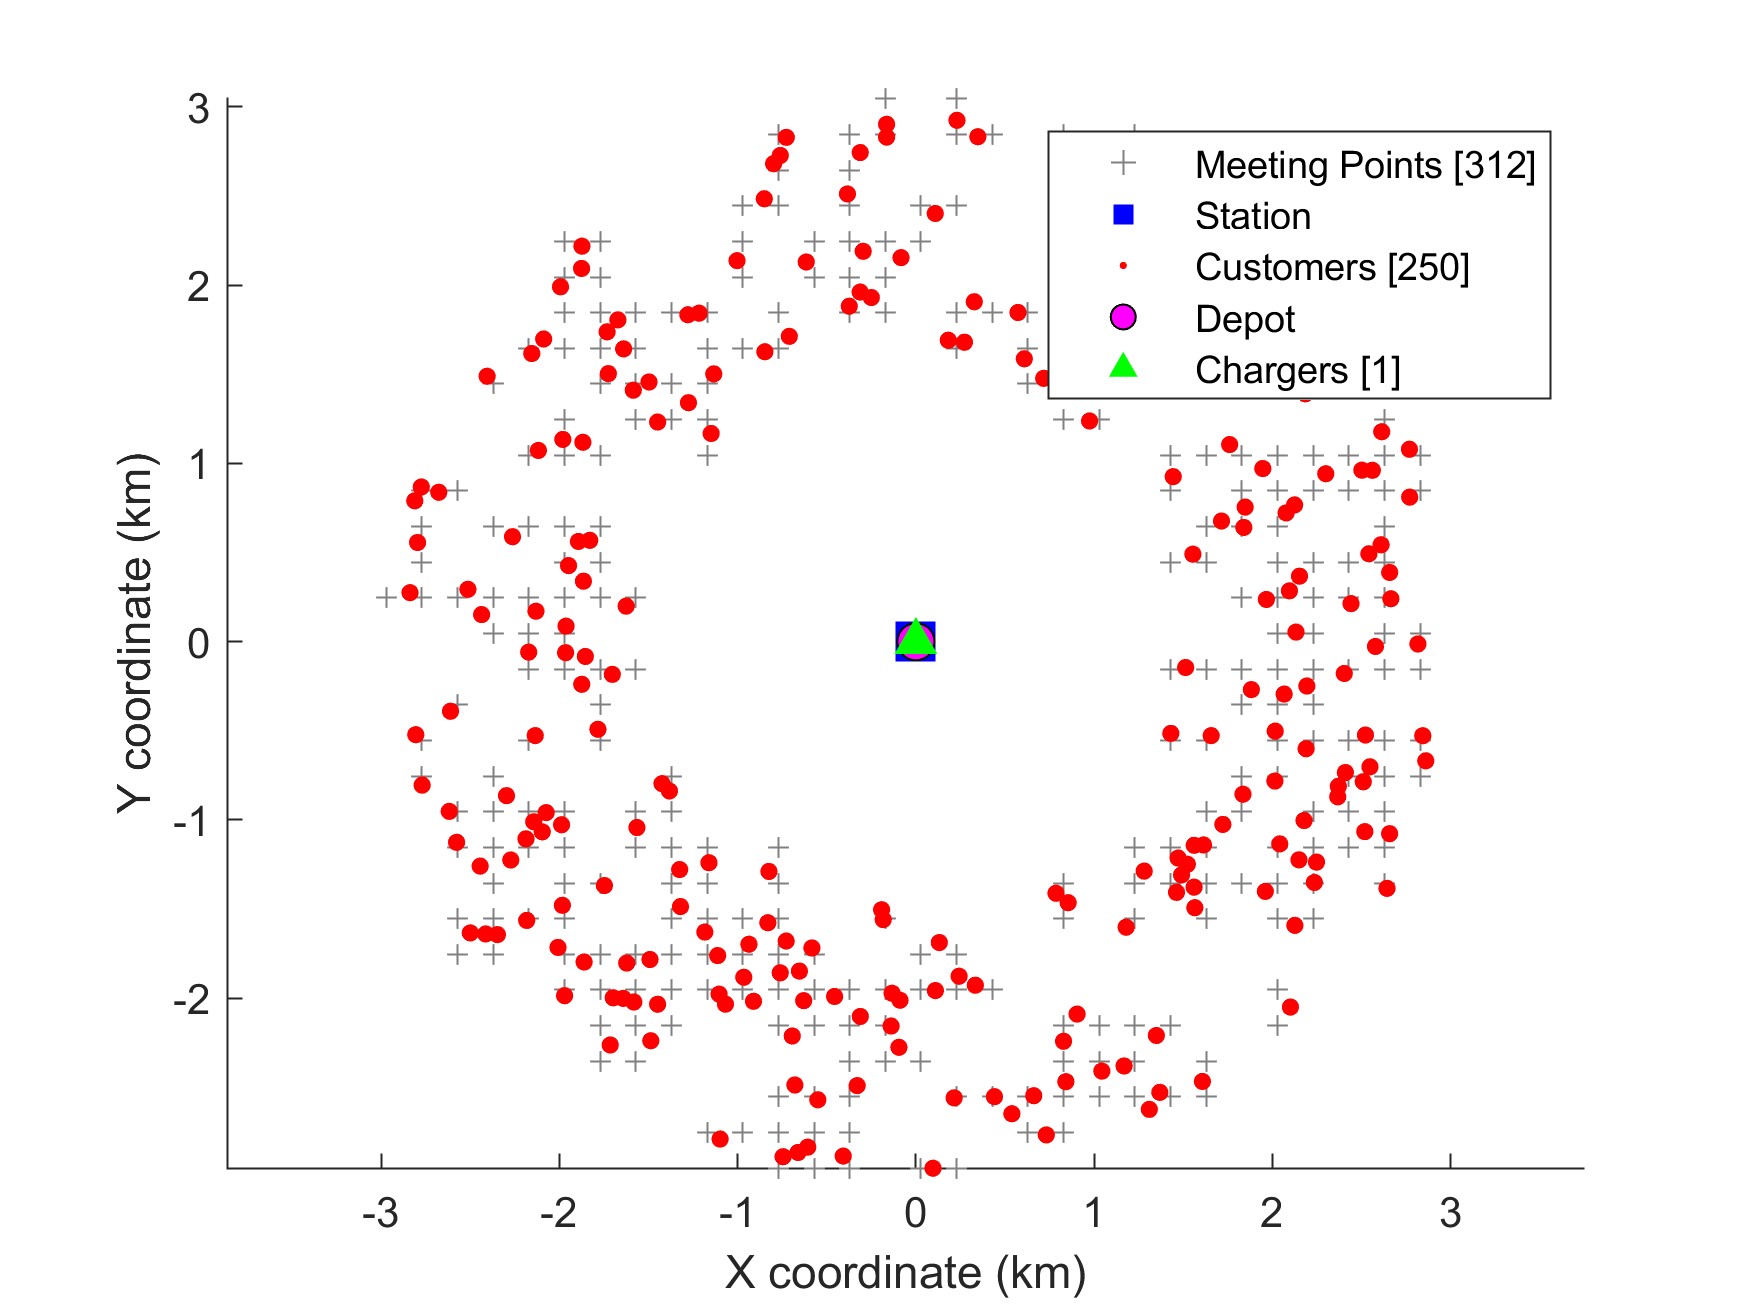 3
2
1
0
-1
-2
Y coordinate (km)
Meeting Points [312]
Station
Customers [250]
Depot
Chargers [1]
-3 -2 -1 0 1 2 3
X coordinate (km)